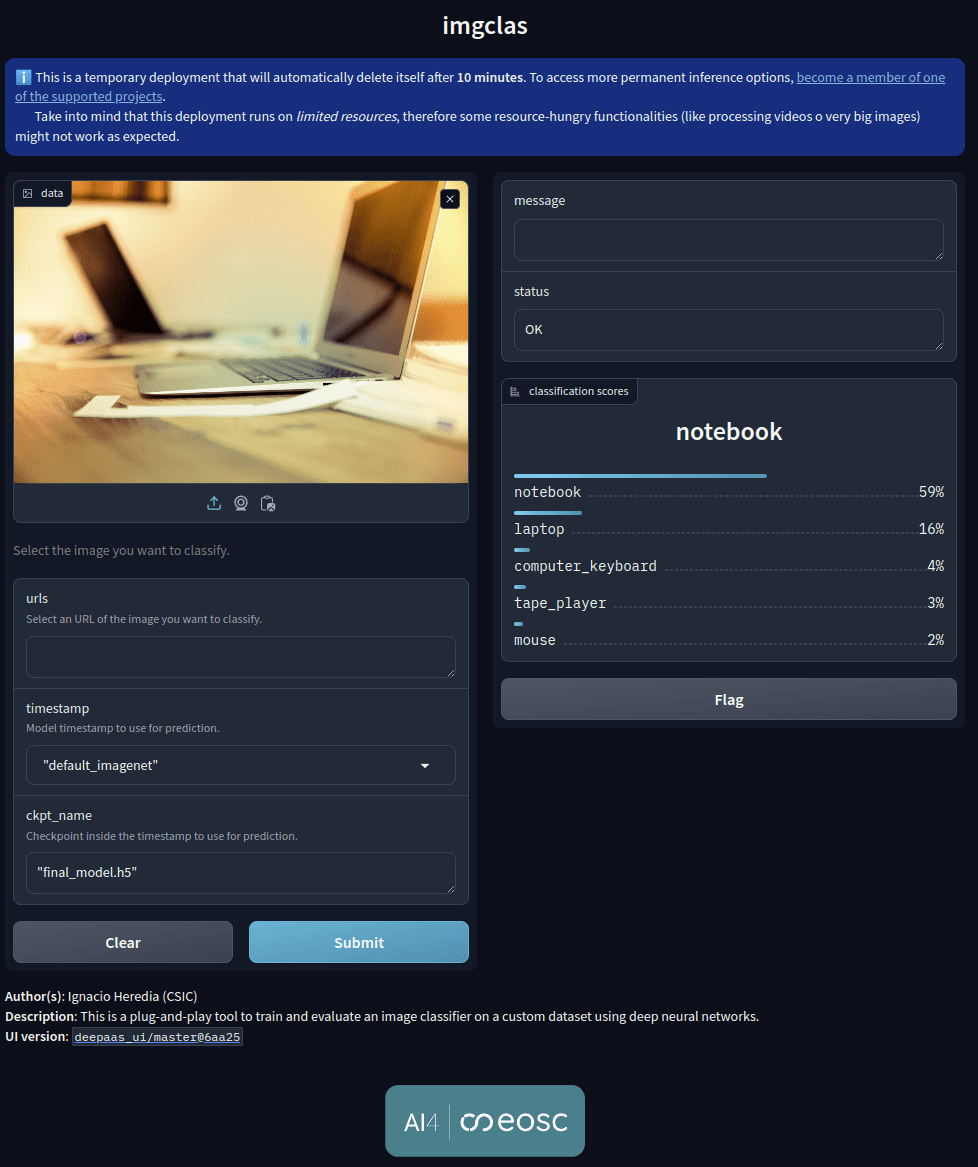 imgclas
This is a temporary deployment that will automatically delete itself after 10 minutes. To access more permanent inference options, become a member of one
of the supported projects.
Take into mind that this deployment runs on limited resources, therefore some resource-hungry functionalities (like processing videos o very big images)
might not work as expected.
data
Select the image you want to classify.
urls
Select an URL of the image you want to classify.
timestamp
Model timestamp to use for prediction.
"default_imagenet"
ckpt_name
Checkpoint inside the timestamp to use for prediction.
"final_model.h5"
Clear
Submit
message
status
OK
classification scores
notebook
notebook 59%
laptop 16%
computer_keyboard 4%
tape_player 3%
mouse 2%
Flag
Author(s): Ignacio Heredia (CSIC)
Description: This is a plug-and-play tool to train and evaluate an image classifier on a custom dataset using deep neural networks.
UI version: deepaas_ui/master@6aa25
AI4 eosc